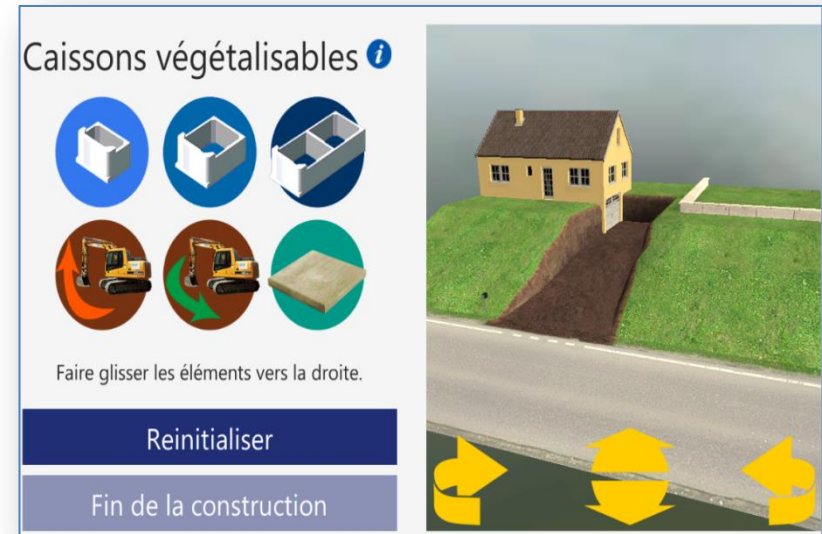 Caissons végétalisables i
Faire glisser les éléments vers la droite.
Reinitialiser
Fin de la construction